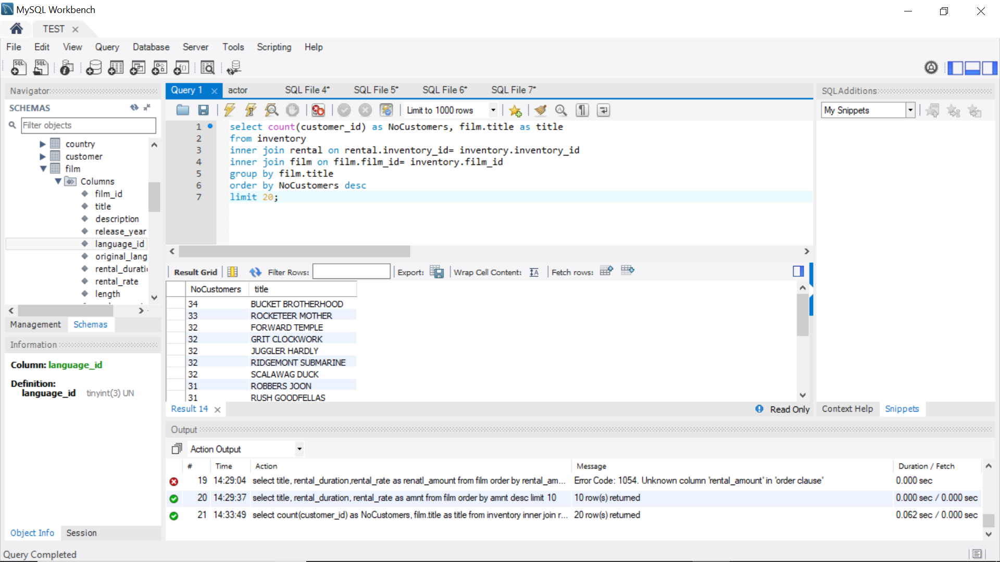 MySQL Workbench
TEST
File Edit View Query Database Server Tools Scripting Help
Navigator
SCHEMAS
Filter objects
country
customer
film
Columns
film_id
title
description
release_year
language_id
original_lang
rental_durati
rental_rate
length
Management Schemas
Information
Column: language_id
Definition:
language_id tinyint(3) UN
Object Info Session
Query 1 actor SQL File 4* SQL File 5* SQL File 6* SQL File 7*
Limit to 1000 rows
1 select count(customer_id) as NoCustomers, film.title as title
2 from inventory
3 inner join rental on rental.inventory_id= inventory.inventory_id
4 inner join film on film.film_id= inventory.film_id
5 group by film.title
6 order by NoCustomers desc
7 limit 20;
Result Grid Filter Rows: Export: Wrap Cell Content: Fetch rows:
NoCustomers title
34 BUCKET BROTHERHOOD
33 ROCKETEER MOTHER
32 FORWARD TEMPLE
32 GRIT CLOCKWORK
32 JUGGLER HARDLY
32 RIDGEMONT SUBMARINE
32 SCALAWAG DUCK
31 ROBBERS JOON
31 RUSH GOODFELLAS
Result 14 Read Only
SQLAdditions
My Snippets
Context Help Snippets
Output
Action Output
# Time Action Message Duration / Fetch
19 14:29:04 select title, rental_duration,rental_rate as renatl_amount from film order by rental_am... Error Code: 1054. Unknown column 'rental_amount' in 'order clause' 0.000 sec
20 14:29:37 select title, rental_duration, rental_rate as amnt from film order by amnt desc limit 10 10 row(s) returned 0.000 sec / 0.000 sec
21 14:33:49 select count(customer_id) as NoCustomers, film.title as title from inventory inner join r... 20 row(s) returned 0.062 sec / 0.000 sec
Query Completed